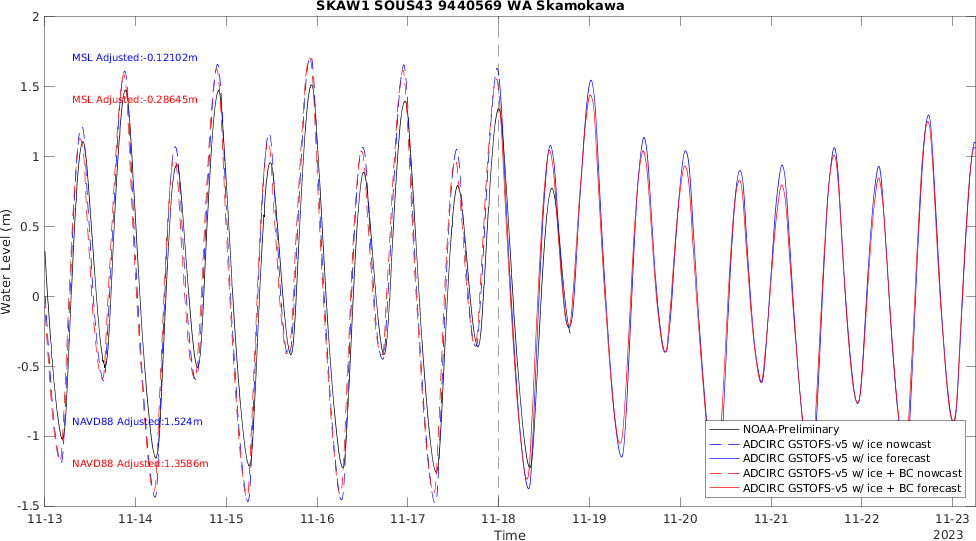 SKAW1 SOUS43 9440569 WA Skamokawa
2
1.5
1
0.5
0
-0.5
-1
-1.5
Water Level (m)
MSL Adjusted:-0.12102m
MSL Adjusted:-0.28645m
NAVD88 Adjusted:1.524m
NAVD88 Adjusted:1.3586m
NOAA-Preliminary
ADCIRC GSTOFS-v5 w/ ice nowcast
ADCIRC GSTOFS-v5 w/ ice forecast
ADCIRC GSTOFS-v5 w/ ice + BC nowcast
ADCIRC GSTOFS-v5 w/ ice + BC forecast
11-13 11-14 11-15 11-16 11-17 11-18 11-19 11-20 11-21 11-22 11-23
Time
2023